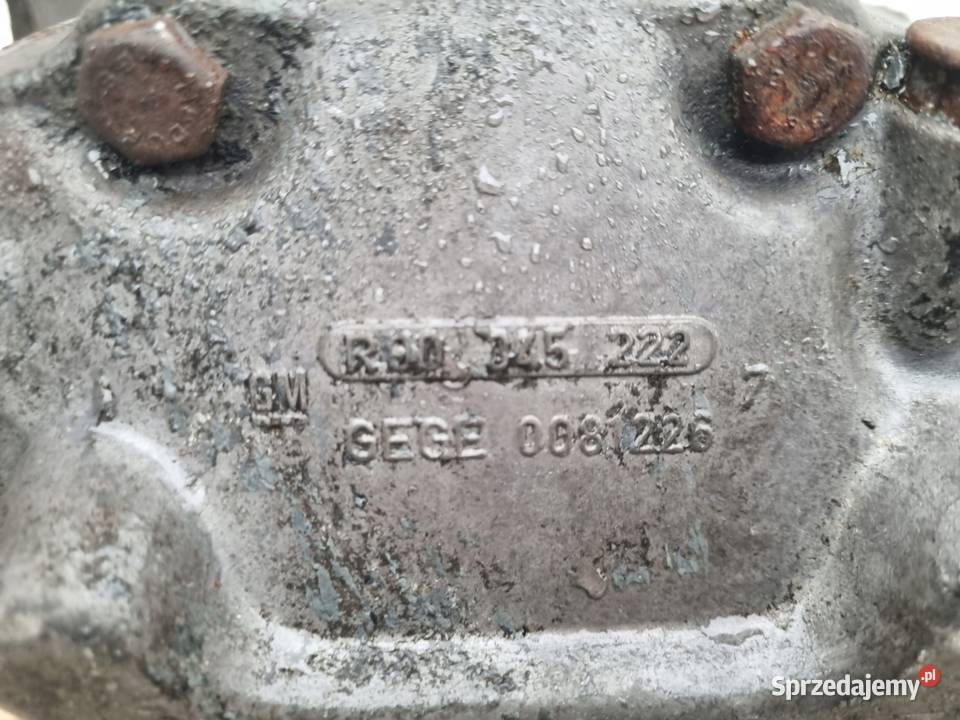 R90 345 222
GM
7
GEGE 0081226
Sprzedajemy.pl